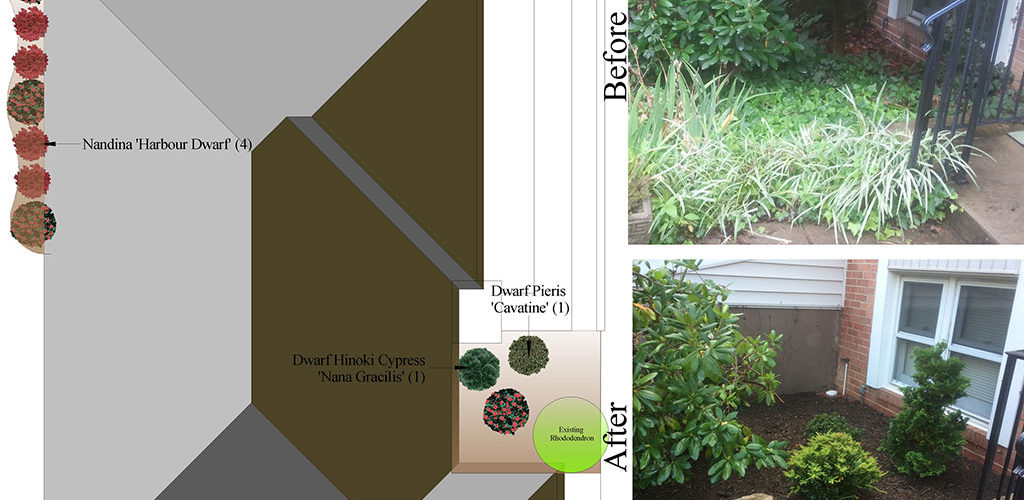 Nandina 'Harbour Dwarf' (4)
Dwarf Pieris
'Cavatine' (1)
Dwarf Hinoki Cypress
'Nana Gracilis' (1)
Existing
Rhododendron
Before
After